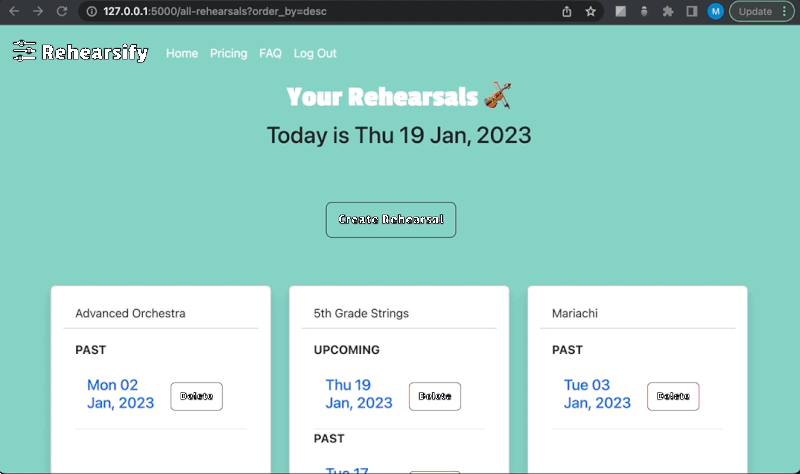 127.0.0.1:5000/all-rehearsals?order_by=desc
M
Update
Rehearsify
Home Pricing FAQ Log Out
Your Rehearsals
Today is Thu 19 Jan, 2023
Create Rehearsal
Advanced Orchestra
PAST
Mon 02
Jan, 2023
Delete
5th Grade Strings
UPCOMING
Thu 19
Jan, 2023
Delete
PAST
Tue 17
Mariachi
PAST
Tue 03
Jan, 2023
Delete